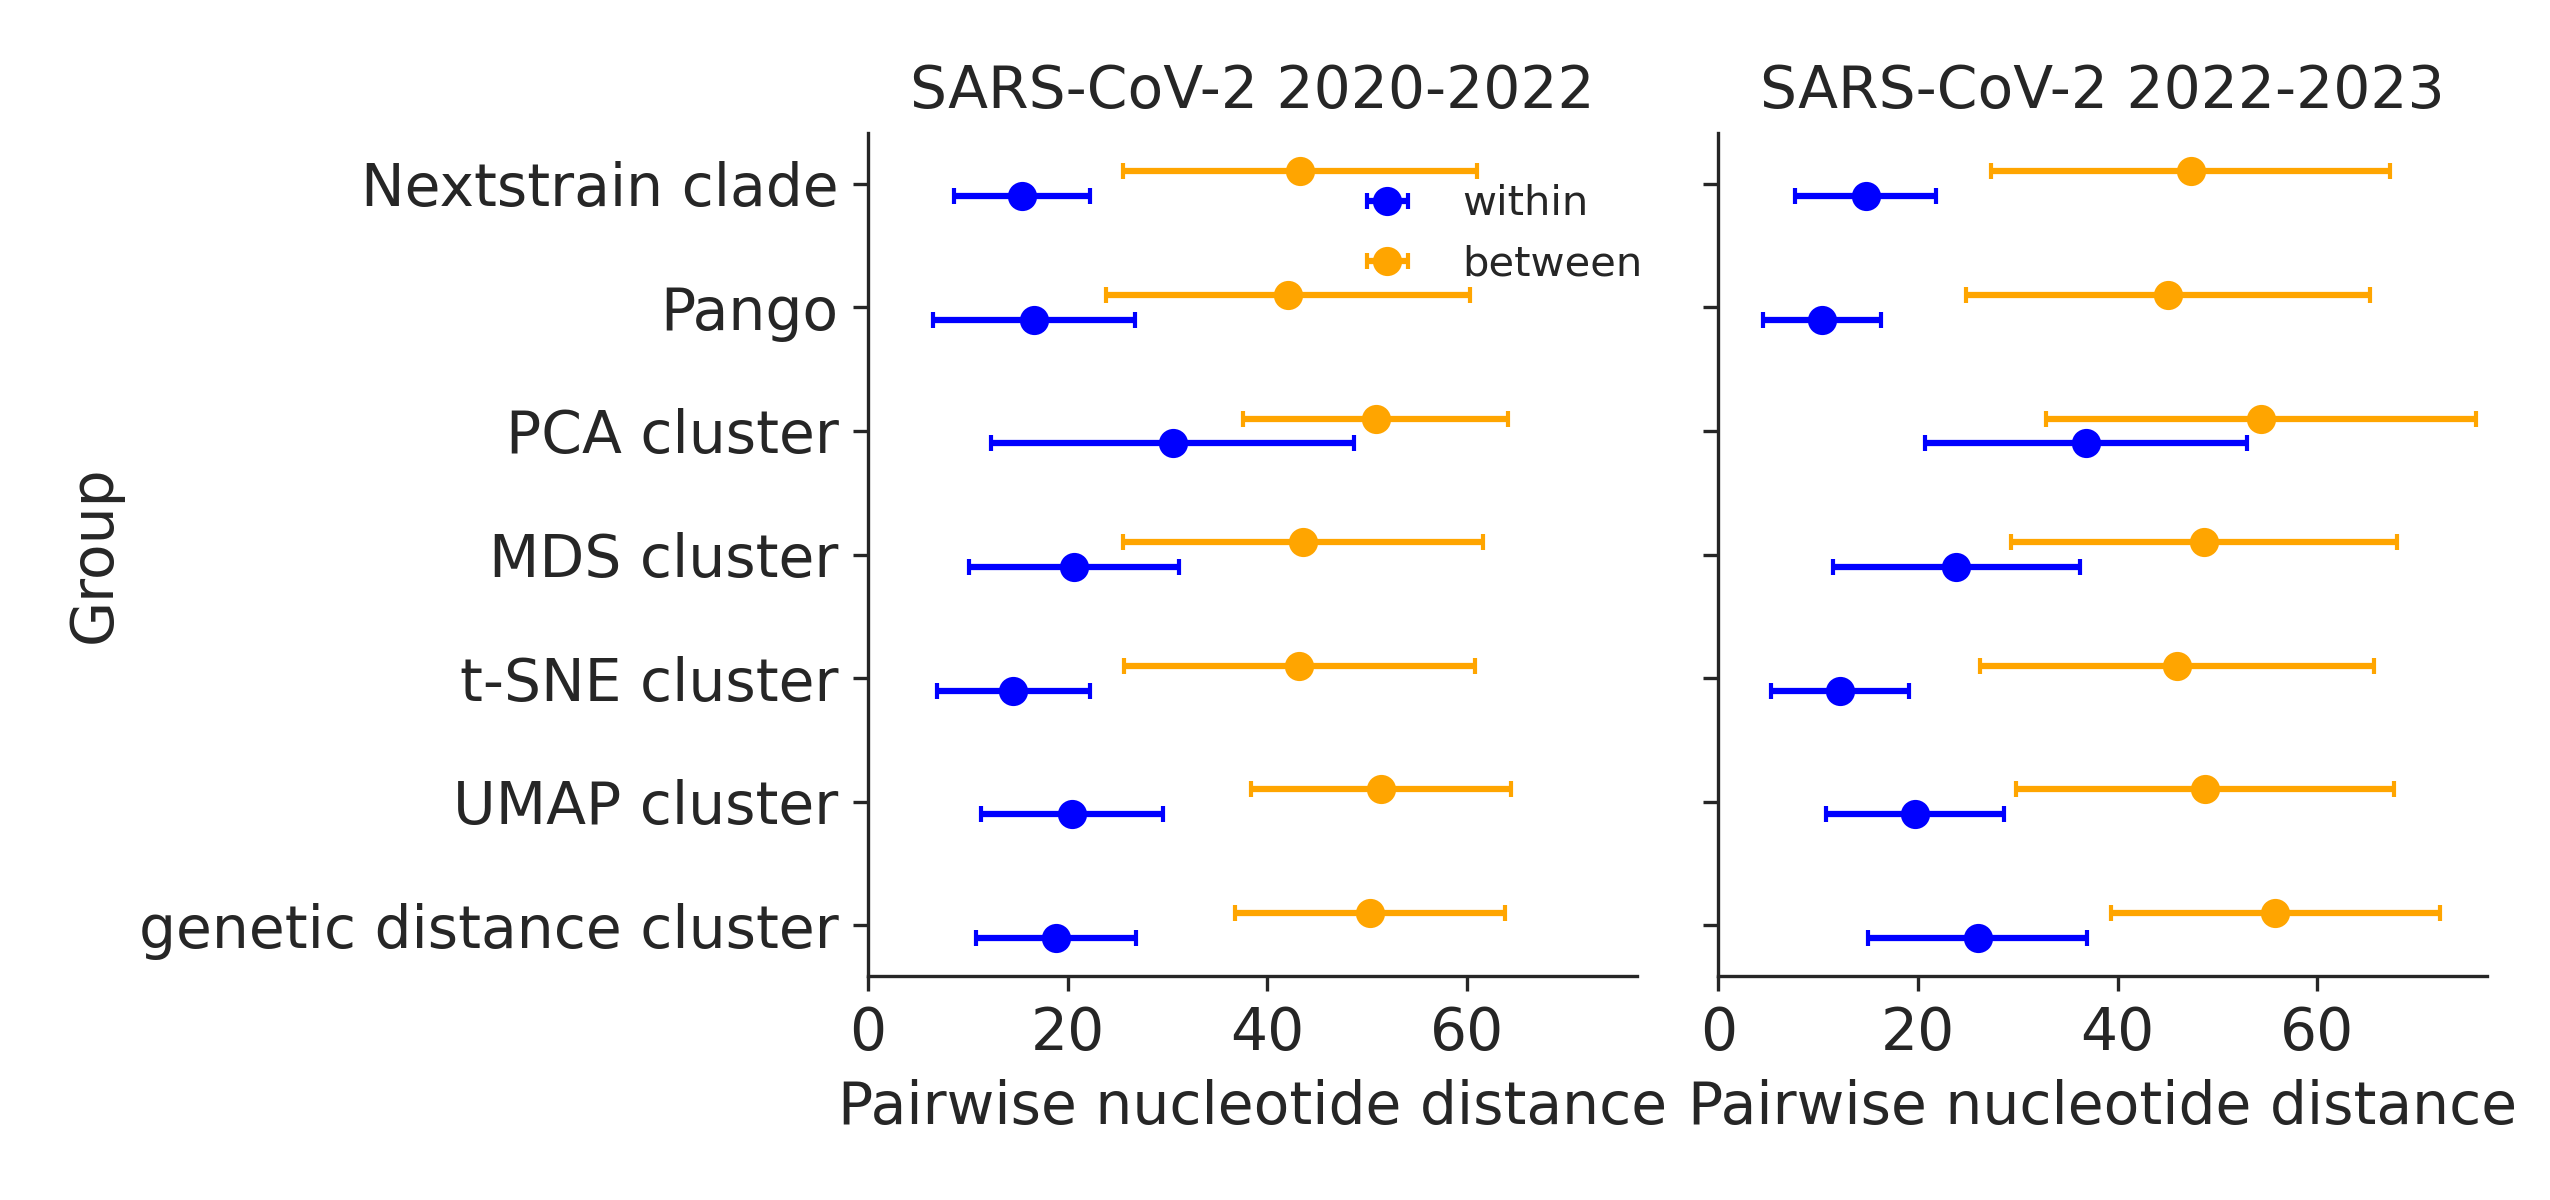 SARS-CoV-2 2020-2022
SARS-CoV-2 2022-2023
Group
Nextstrain clade
Pango
PCA cluster
MDS cluster
t-SNE cluster
UMAP cluster
genetic distance cluster
within
between
0 20 40 60
0 20 40 60
Pairwise nucleotide distance
Pairwise nucleotide distance